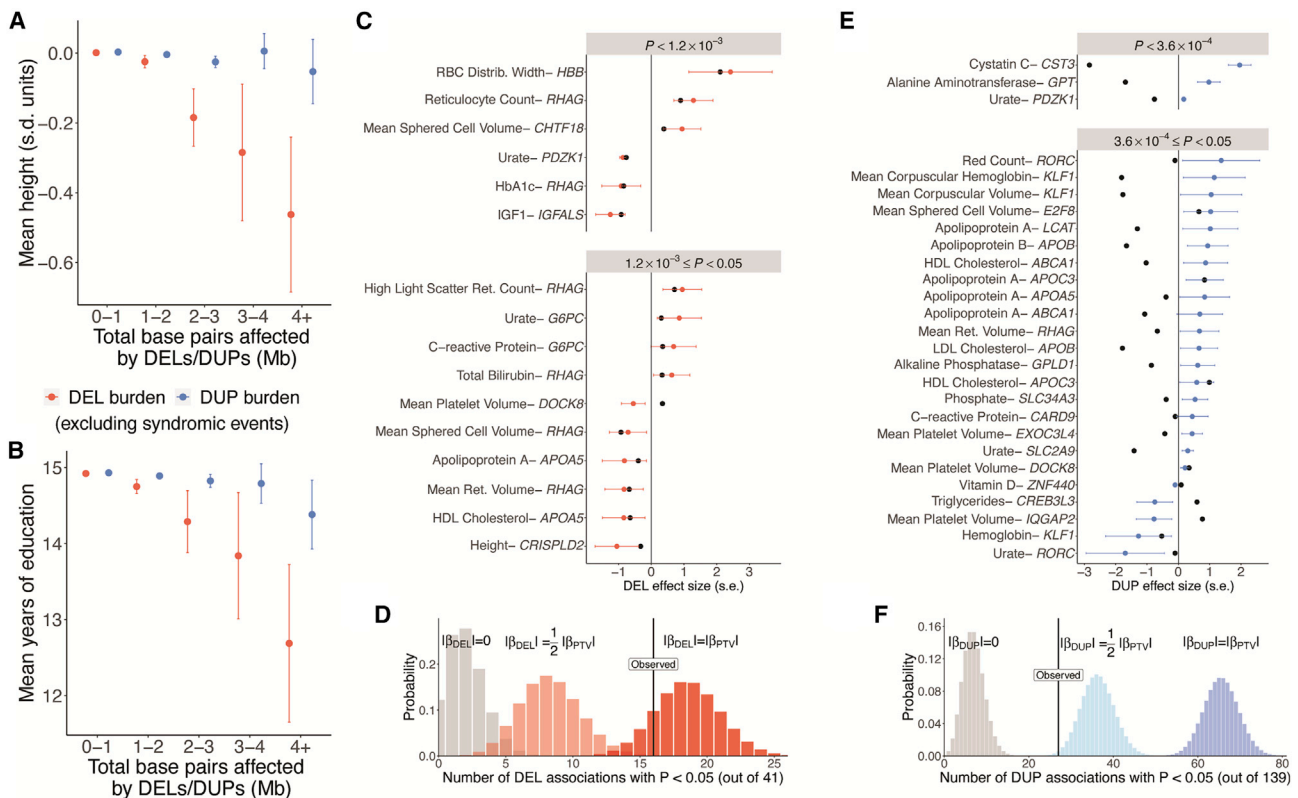 A
0.0
−0.2
−0.4
−0.6
Mean height (s.d. units)
0−1 1−2 2−3 3−4 4+
Total base pairs affected
by DELs/DUPs (Mb)
DEL burden DUP burden
(excluding syndromic events)
B
15
14
13
12
Mean years of education
0−1 1−2 2−3 3−4 4+
Total base pairs affected
by DELs/DUPs (Mb)
C
P < 1.2 × 10−3
RBC Distrib. Width− HBB
Reticulocyte Count− RHAG
Mean Sphered Cell Volume− CHTF18
Urate− PDZK1
HbA1c− RHAG
IGF1− IGFALS
1.2 × 10−3 ≤ P < 0.05
High Light Scatter Ret. Count− RHAG
Urate− G6PC
C−reactive Protein− G6PC
Total Bilirubin− RHAG
Mean Platelet Volume− DOCK8
Mean Sphered Cell Volume− RHAG
Apolipoprotein A− APOA5
Mean Ret. Volume− RHAG
HDL Cholesterol− APOA5
Height− CRISPLD2
−1 0 1 2 3
DEL effect size (s.e.)
D
|βDEL|=0 |βDEL| = 1/2 |βPTV| |βDEL|=|βPTV|
Observed
0.2
0.1
0.0
Probability
0 5 10 15 20 25
Number of DEL associations with P < 0.05 (out of 41)
E
P < 3.6 × 10−4
Cystatin C− CST3
Alanine Aminotransferase− GPT
Urate− PDZK1
3.6 × 10−4 ≤ P < 0.05
Red Count− RORC
Mean Corpuscular Hemoglobin− KLF1
Mean Corpuscular Volume− KLF1
Mean Sphered Cell Volume− E2F8
Apolipoprotein A− LCAT
Apolipoprotein B− APOB
HDL Cholesterol− ABCA1
Apolipoprotein A− APOC3
Apolipoprotein A− APOA5
Apolipoprotein A− ABCA1
Mean Ret. Volume− RHAG
LDL Cholesterol− APOB
Alkaline Phosphatase− GPLD1
HDL Cholesterol− APOC3
Phosphate− SLC34A3
C−reactive Protein− CARD9
Mean Platelet Volume− EXOC3L4
Urate− SLC2A9
Mean Platelet Volume− DOCK8
Vitamin D− ZNF440
Triglycerides− CREB3L3
Mean Platelet Volume− IQGAP2
Hemoglobin− KLF1
Urate− RORC
−3 −2 −1 0 1 2
DUP effect size (s.e.)
F
|βDUP|=0 |βDUP| = 1/2 |βPTV| |βDUP|=|βPTV|
Observed
0.16
0.12
0.08
0.04
0.00
Probability
0 20 40 60 80
Number of DUP associations with P < 0.05 (out of 139)